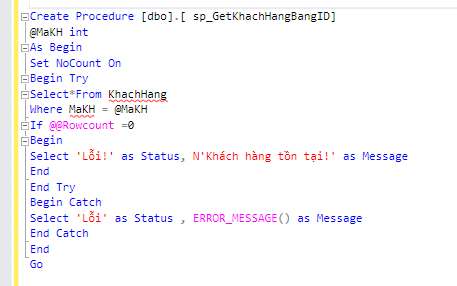 Create Procedure [dbo].[ sp_GetKhachHangBangID]
@MaKH int
As Begin
Set NoCount On
Begin Try
Select*From KhachHang
Where MaKH = @MaKH
If @@Rowcount =0
Begin
Select 'Lỗi!' as Status, N'Khách hàng tồn tại!' as Message
End
End Try
Begin Catch
Select 'Lỗi' as Status , ERROR_MESSAGE() as Message
End Catch
End
Go